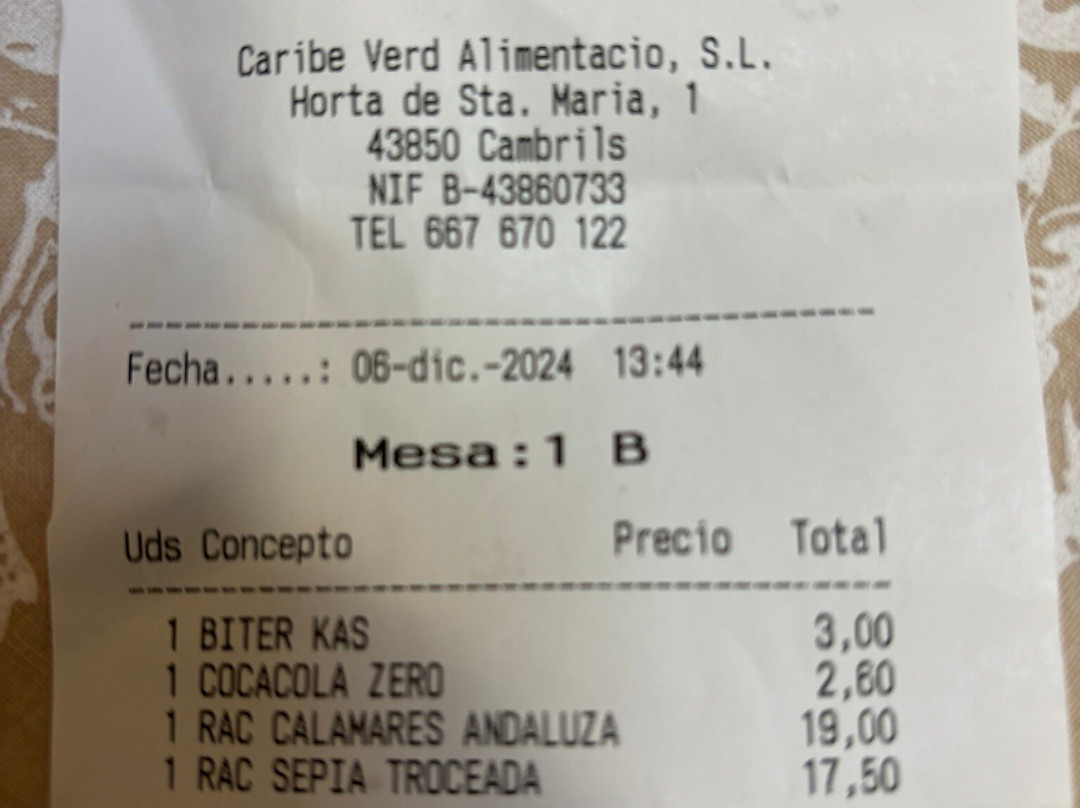 Caribe Verd Alimentacio, S.L.
Horta de Sta. Maria, 1
43850 Cambrils
NIF B-43860733
TEL 667 670 122
Fecha.....: 06-dic.-2024 13:44
Mesa:1 B
Uds Concepto Precio Total
1 BITER KAS 3,00
1 COCACOLA ZERO 2,60
1 RAC CALAMARES ANDALUZA 19,00
1 RAC SEPIA TROCEADA 17,50